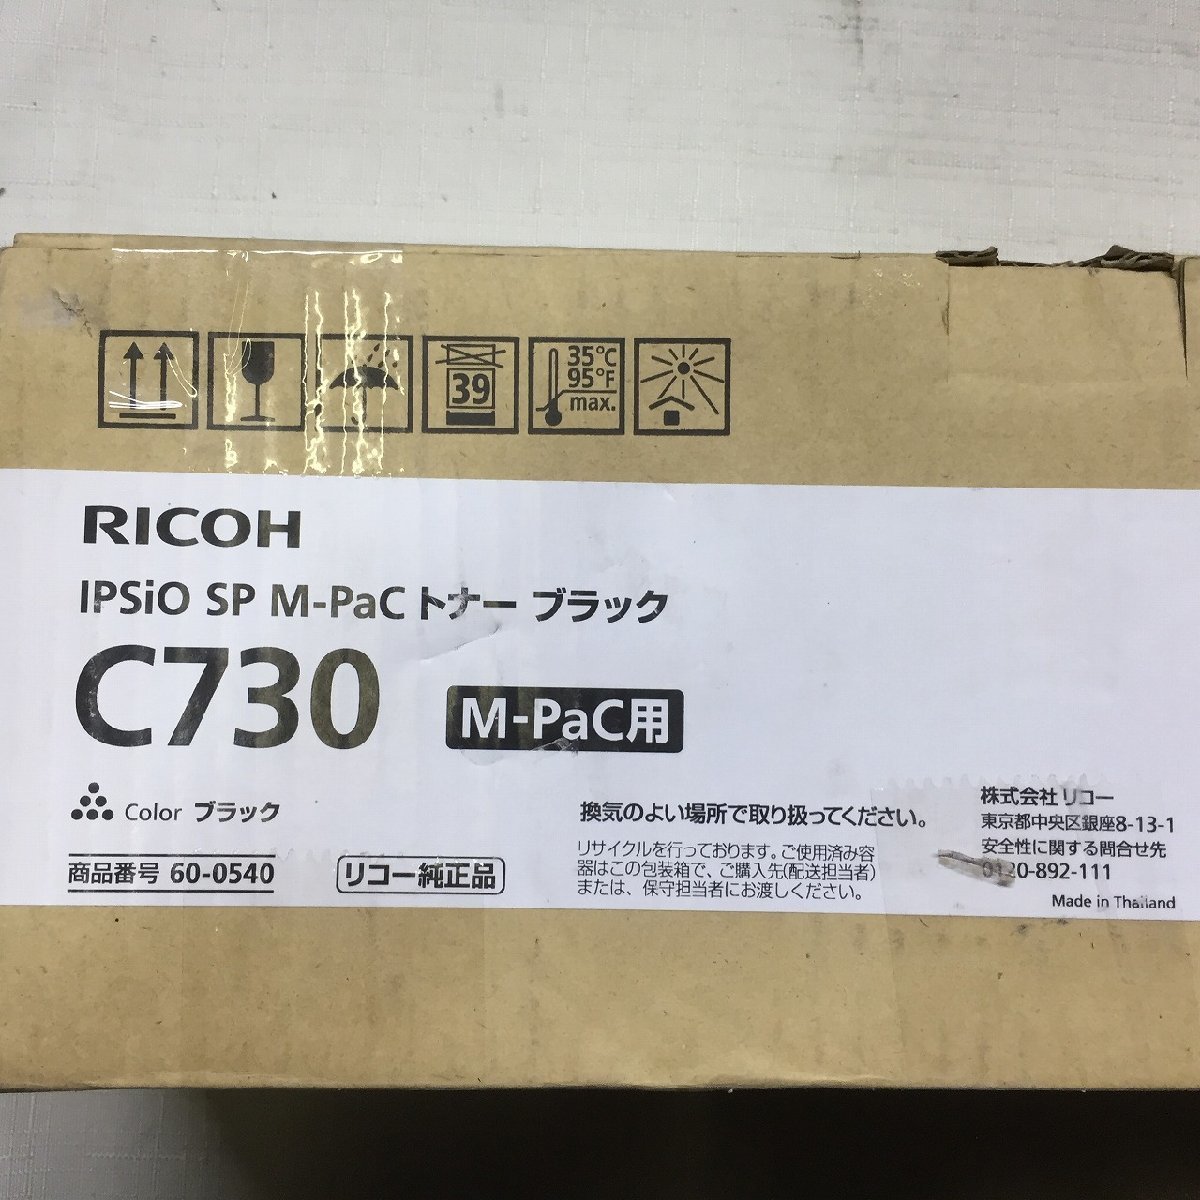 39
35°C
95°F
max.
RICOH
IPSiO SP M-PaC トナー ブラック
C730
M-PaC用
Color ブラック
商品番号 60-0540
リコー純正品
換気のよい場所で取り扱ってください。
リサイクルを行っております。ご使用済み容
器はこの包装箱で、ご購入先(配送担当者)
または、保守担当者にお渡しください。
株式会社リコー
東京都中央区銀座8-13-1
安全性に関する問合せ先
0120-892-111
Made in Thailand